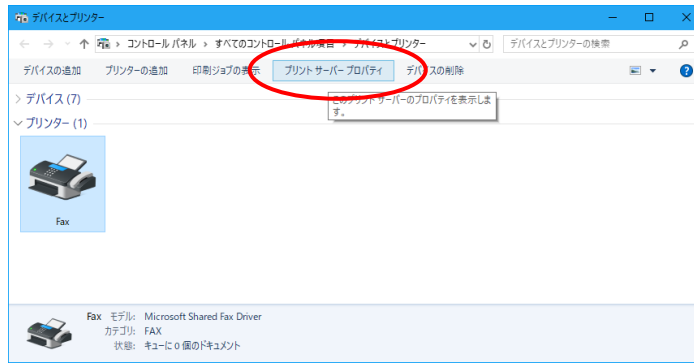 デバイスとプリンター
コントロール パネル › すべてのコントロール パネル項目 › デバイスとプリンター
デバイスとプリンターの検索
デバイスの追加 プリンターの追加 印刷ジョブの表示 プリント サーバー プロパティ デバイスの削除
このプリント サーバーのプロパティを表示しま
す。
デバイス (7)
プリンター (1)
Fax
Fax モデル: Microsoft Shared Fax Driver
カテゴリ: FAX
状態: キューに 0 個のドキュメント